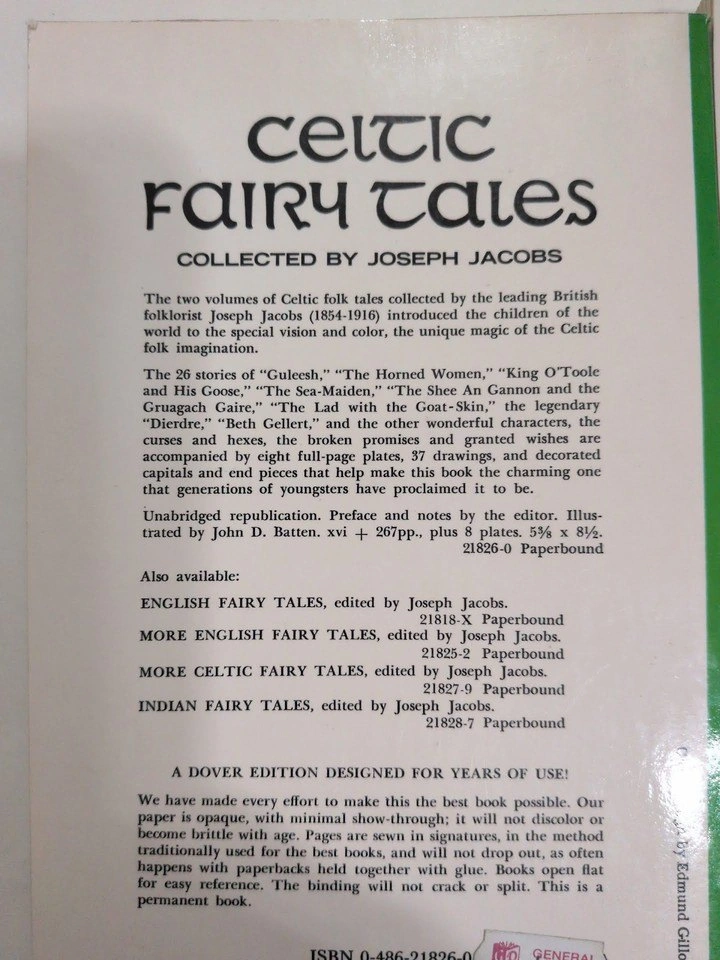 CELTIC
FAIRY TALES
COLLECTED BY JOSEPH JACOBS
The two volumes of Celtic folk tales collected by the leading British
folklorist Joseph Jacobs (1854-1916) introduced the children of the
world to the special vision and color, the unique magic of the Celtic
folk imagination.
The 26 stories of “Guleesh,” “The Horned Women,” “King O’Toole
and His Goose,” “The Sea-Maiden,” “The Shee An Gannon and the
Gruagach Gaire,” “The Lad with the Goat-Skin,” the legendary
“Dierdre,” “Beth Gellert,” and the other wonderful characters, the
curses and hexes, the broken promises and granted wishes are
accompanied by eight full-page plates, 37 drawings, and decorated
capitals and end pieces that help make this book the charming one
that generations of youngsters have proclaimed it to be.
Unabridged republication. Preface and notes by the editor. Illus-
trated by John D. Batten. xvi + 267pp., plus 8 plates. 5⅜ x 8½.
21826-0 Paperbound
Also available:
ENGLISH FAIRY TALES, edited by Joseph Jacobs.
21818-X Paperbound
MORE ENGLISH FAIRY TALES, edited by Joseph Jacobs.
21825-2 Paperbound
MORE CELTIC FAIRY TALES, edited by Joseph Jacobs.
21827-9 Paperbound
INDIAN FAIRY TALES, edited by Joseph Jacobs.
21828-7 Paperbound
A DOVER EDITION DESIGNED FOR YEARS OF USE!
We have made every effort to make this the best book possible. Our
paper is opaque, with minimal show-through; it will not discolor or
become brittle with age. Pages are sewn in signatures, in the method
traditionally used for the best books, and will not drop out, as often
happens with paperbacks held together with glue. Books open flat
for easy reference. The binding will not crack or split. This is a
permanent book.
ISBN 0-486-21826-0
GENERAL
by Edmund